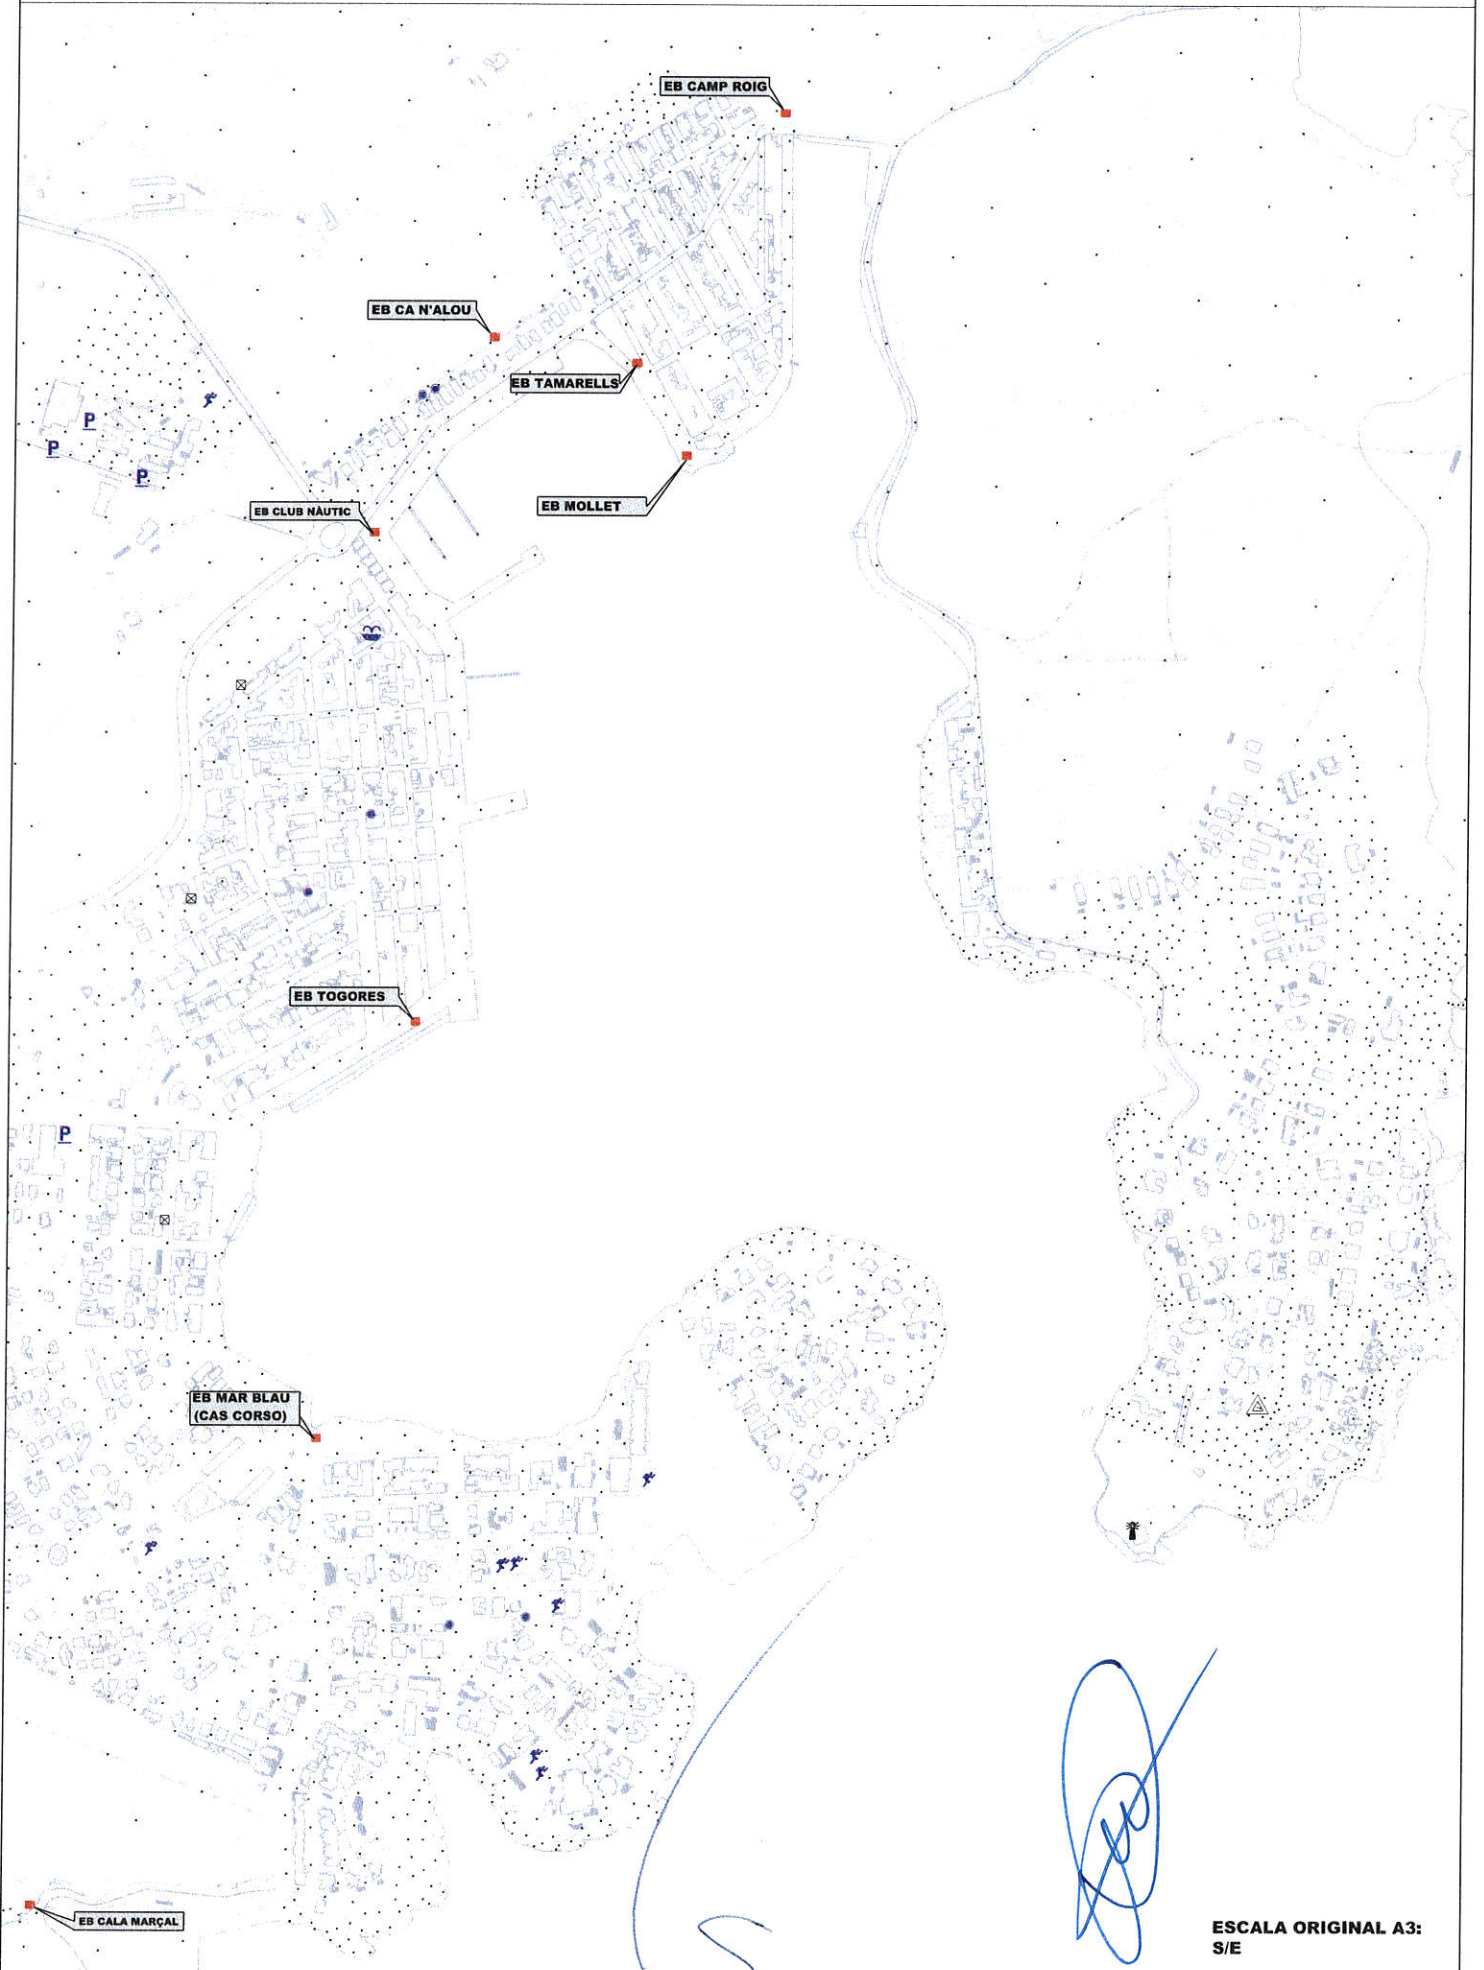 EB CAMP ROIG
EB CA N'ALOU
EB TAMARELLS
P
P
P
EB CLUB NÀUTIC
EB MOLLET
EB TOGORES
P
EB MAR BLAU
(CAS CORSO)
EB CALA MARÇAL
ESCALA ORIGINAL A3:
S/E